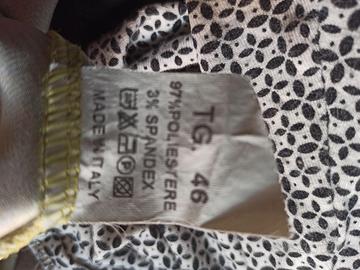 TG. 46
97%POLIESTERE
3% SPANDEX
MADE IN ITALY